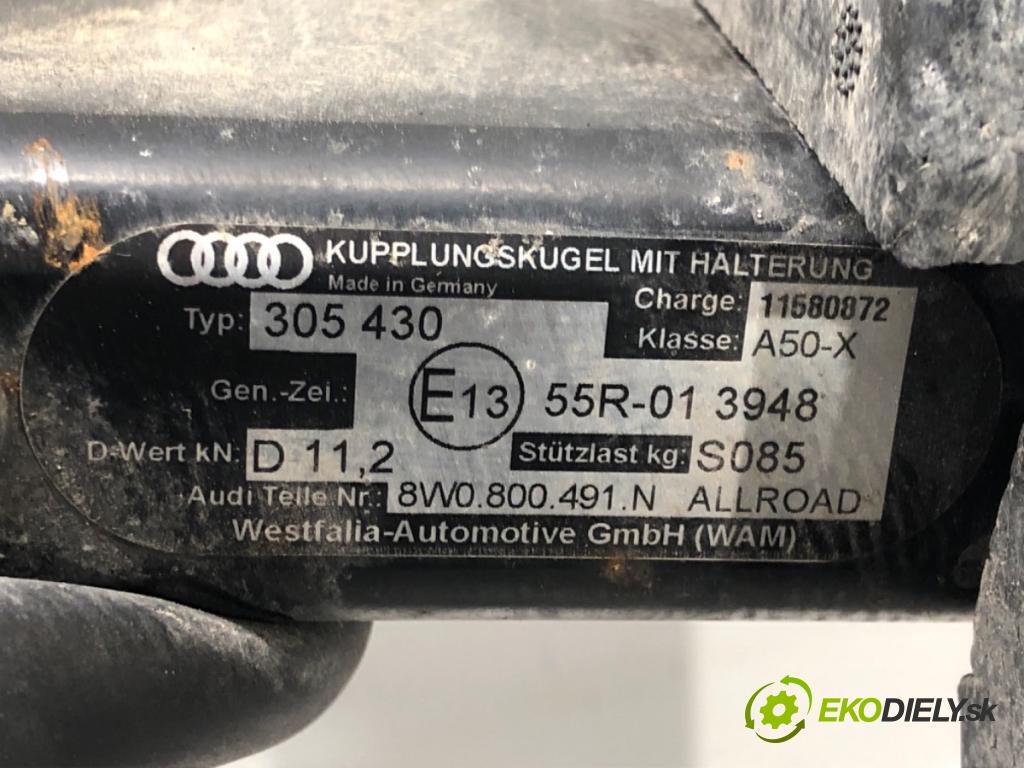 KUPPLUNGSKUGEL MIT HALTERUNG
Made in Germany
Charge: 11580872
Typ: 305 430
Klasse: A50-X
Gen.-Zei.: E13 55R-01 3948
D-Wert kN: D 11,2 Stützlast kg: S085
Audi Teile Nr.: 8W0.800.491.N ALLROAD
Westfalia-Automotive GmbH (WAM)
EKODIELY.sk